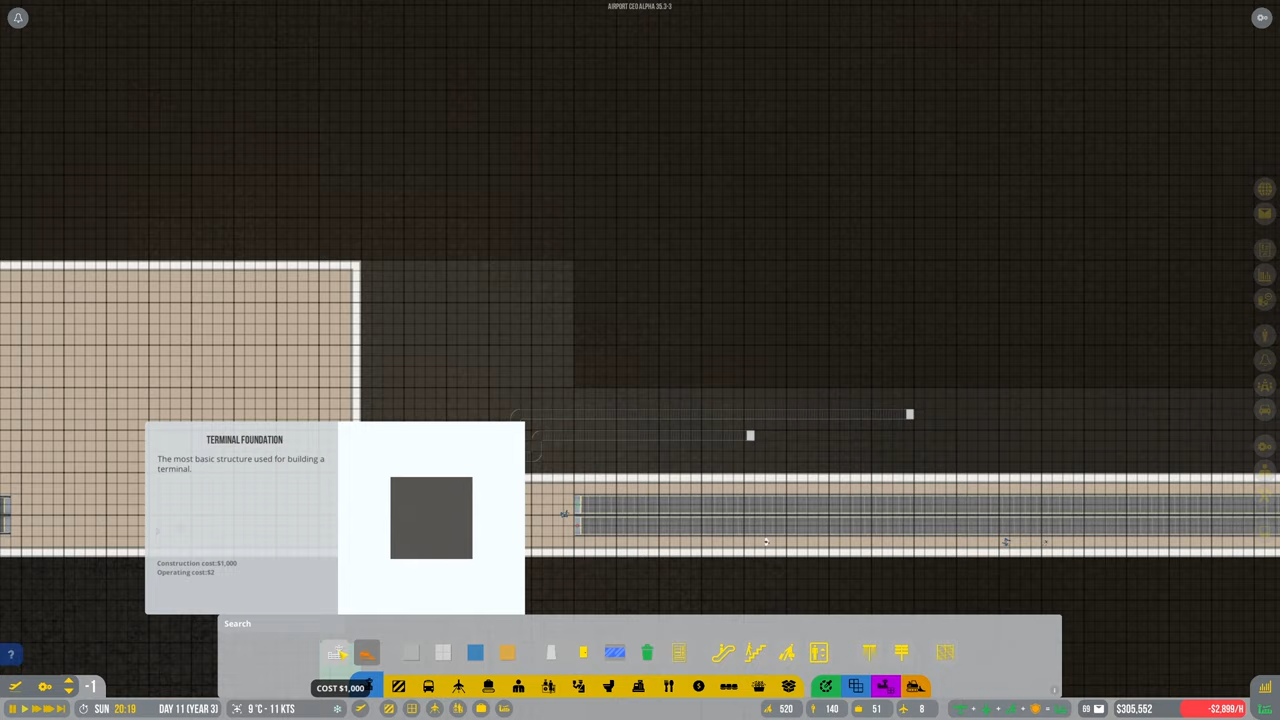 AIRPORT CEO ALPHA 35.3-3
TERMINAL FOUNDATION
The most basic structure used for building a
terminal.
Construction cost:$1,000
Operating cost:$2
Search
COST $1,000
?
-1
SUN 20:19
DAY 11 (YEAR 3)
9°C - 11 KTS
520
140
51
8
69
$305,552
-$2,899/H